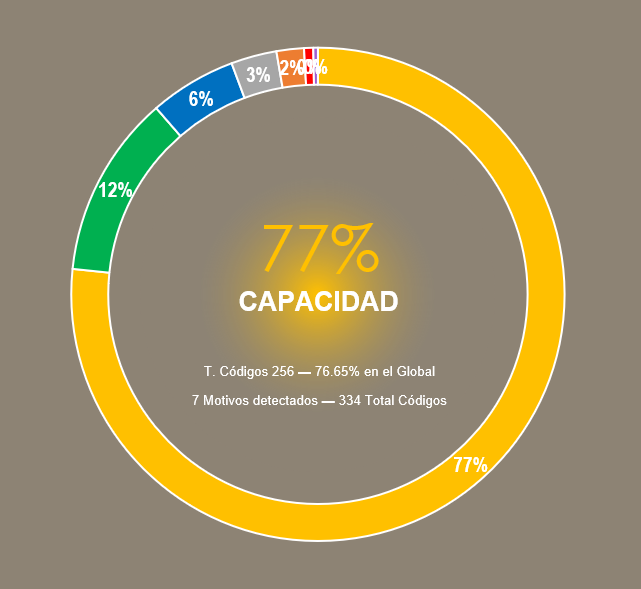 2%
3%
6%
12%
77%
CAPACIDAD
T. Códigos 256 — 76.65% en el Global
7 Motivos detectados — 334 Total Códigos
77%